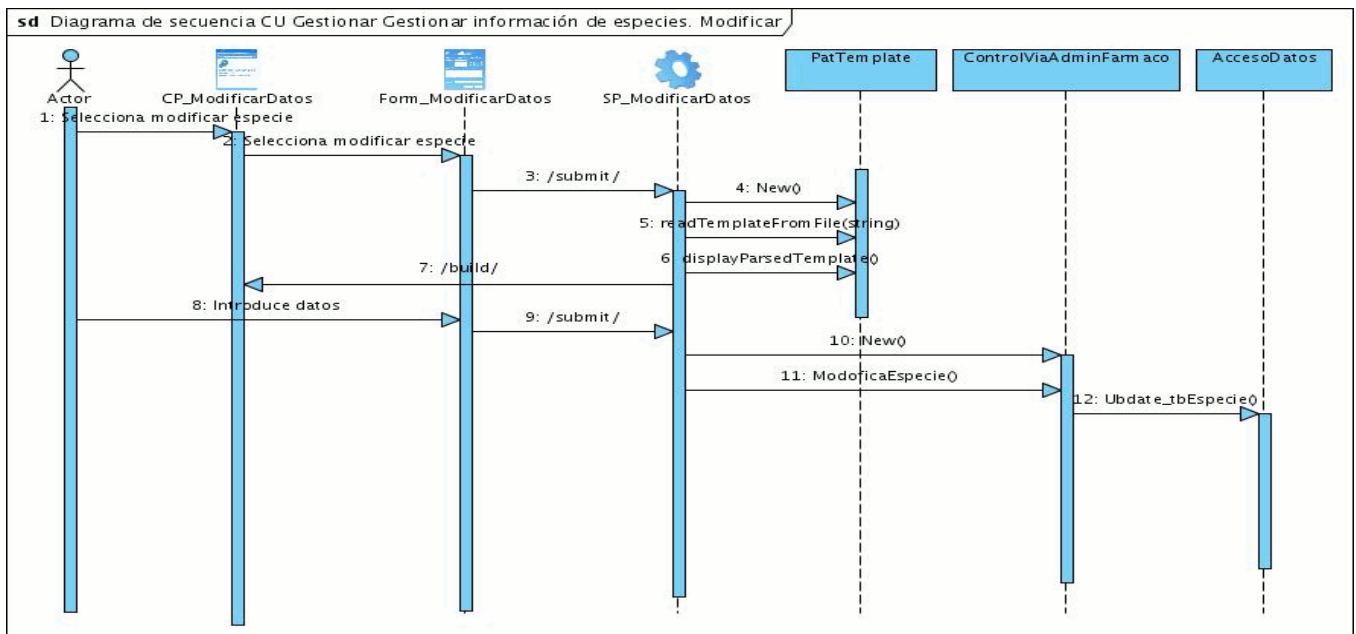 sd Diagrama de secuencia CU Gestionar Gestionar información de especies. Modificar
PatTemplate
ControlViaAdminFarmaco
AccesoDatos
Actor
CP_ModificarDatos
Form_ModificarDatos
SP_ModificarDatos
1: Selecciona modificar especie
2: Selecciona modificar especie
3: /submit/
4: New()
5: readTemplateFromFile(string)
6: displayParsedTemplate()
7: /build/
8: Introduce datos
9: /submit/
10: New()
11: ModoficaEspecie()
12: Ubdate_tbEspecie()